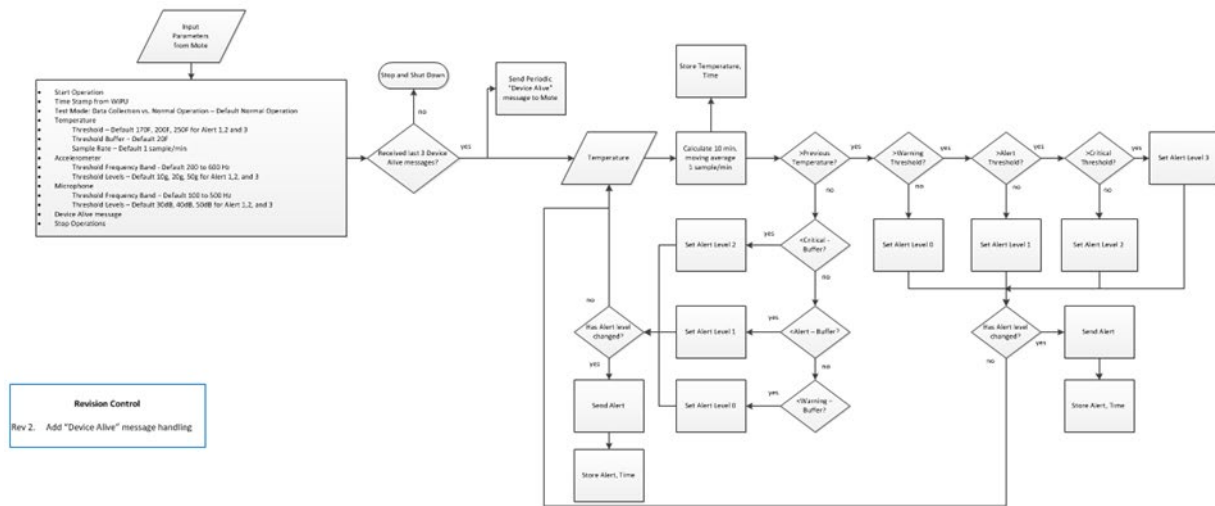 Input
Parameters
From Mote
Start Operation
Time Stamp from WIPU
Test Mode: Data Collection vs. Normal Operation – Default Normal Operation
Temperature
Threshold – Default 170F, 200F, 250F for Alert 1,2 and 3
Threshold Buffer – Default 20F
Sample Rate – Default 1 sample/min
Accelerometer
Threshold Frequency Band - Default 200 to 600 Hz
Threshold Levels – Default 10g, 20g, 50g for Alert 1,2, and 3
Microphone
Threshold Frequency Band – Default 100 to 500 Hz
Threshold Levels – Default 30dB, 40dB, 50dB for Alert 1,2, and 3
Device Alive message
Stop Operations
Stop and Shut Down
no
Received last 3 Device
Alive messages?
yes
Send Periodic
"Device Alive"
message to Mote
Temperature
Store Temperature,
Time
Calculate 10 min.
moving average
1 sample/min
>Previous
Temperature?
yes
>Warning
Threshold?
yes
>Alert
Threshold?
yes
>Critical
Threshold?
yes
Set Alert Level 3
no
no
no
no
Set Alert Level 0
Set Alert Level 1
Set Alert Level 2
<Critical –
Buffer?
yes
Set Alert Level 2
no
<Alert – Buffer?
yes
Set Alert Level 1
no
<Warning –
Buffer?
yes
Set Alert Level 0
Has Alert level
changed?
no
yes
Send Alert
Store Alert, Time
Has Alert level
changed?
yes
no
Send Alert
Store Alert, Time
Revision Control
Rev 2. Add "Device Alive" message handling